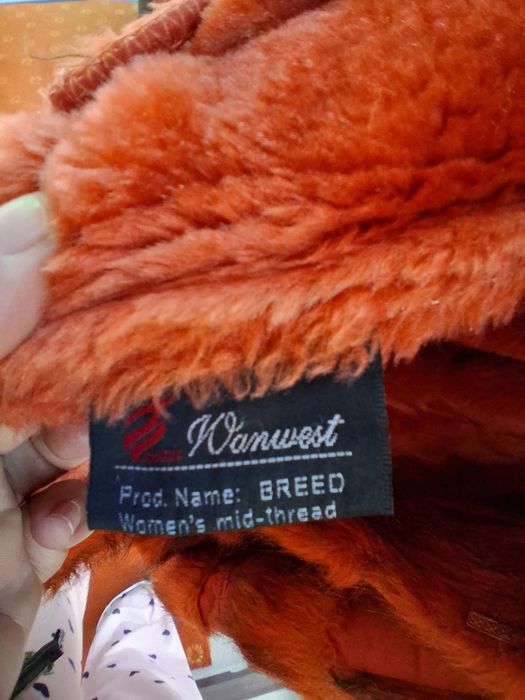 Wanwest
Prod. Name: BREED
Women's mid-thread